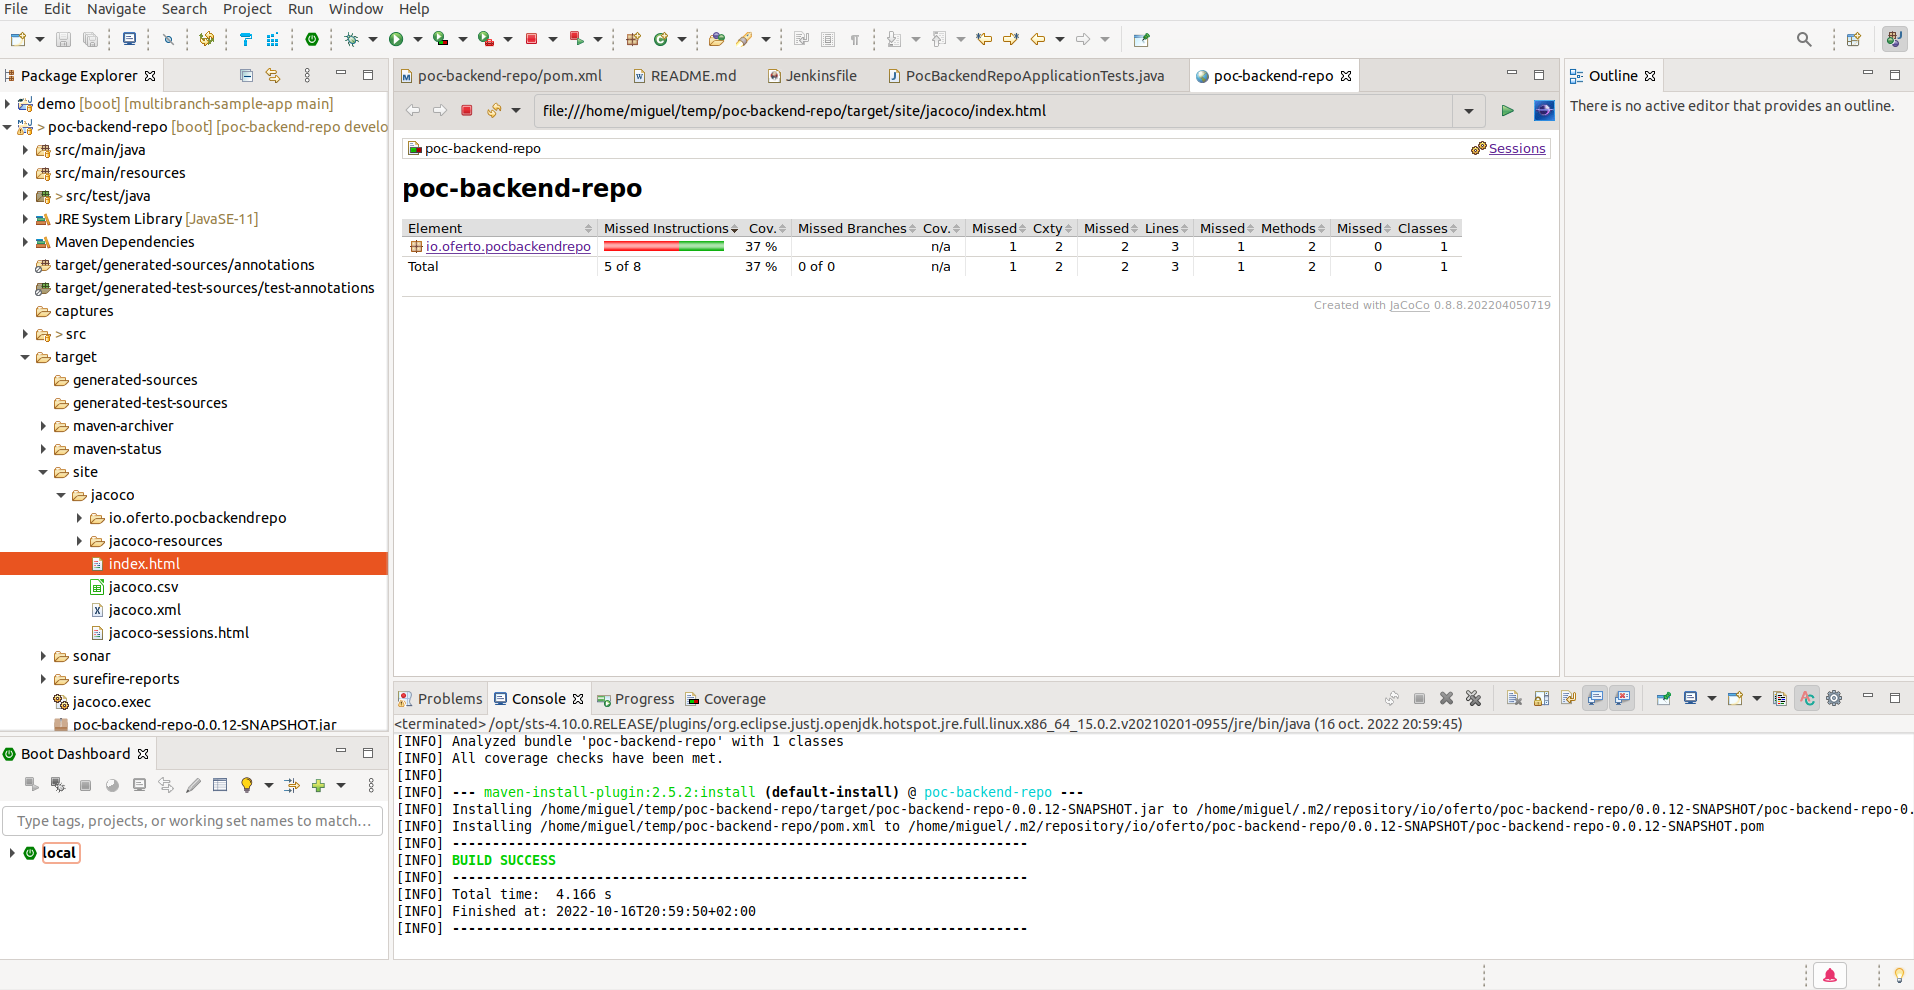 File Edit Navigate Search Project Run Window Help
Package Explorer
demo [boot] [multibranch-sample-app main]
> poc-backend-repo [boot] [poc-backend-repo develo
src/main/java
src/main/resources
> src/test/java
JRE System Library [JavaSE-11]
Maven Dependencies
target/generated-sources/annotations
target/generated-test-sources/test-annotations
captures
> src
target
generated-sources
generated-test-sources
maven-archiver
maven-status
site
jacoco
io.oferto.pocbackendrepo
jacoco-resources
index.html
jacoco.csv
jacoco.xml
jacoco-sessions.html
sonar
surefire-reports
jacoco.exec
poc-backend-repo-0.0.12-SNAPSHOT.jar
Boot Dashboard
Type tags, projects, or working set names to match...
local
poc-backend-repo/pom.xml README.md Jenkinsfile PocBackendRepoApplicationTests.java poc-backend-repo
file:///home/miguel/temp/poc-backend-repo/target/site/jacoco/index.html
poc-backend-repo Sessions
poc-backend-repo
Element Missed Instructions Cov. Missed Branches Cov. Missed Cxty Missed Lines Missed Methods Missed Classes
io.oferto.pocbackendrepo 37 % n/a 1 2 2 3 1 2 0 1
Total 5 of 8 37 % 0 of 0 n/a 1 2 2 3 1 2 0 1
Created with JaCoCo 0.8.8.202204050719
Outline
There is no active editor that provides an outline.
Problems Console Progress Coverage
<terminated> /opt/sts-4.10.0.RELEASE/plugins/org.eclipse.justj.openjdk.hotspot.jre.full.linux.x86_64_15.0.2.v20210201-0955/jre/bin/java (16 oct. 2022 20:59:45)
[INFO] Analyzed bundle 'poc-backend-repo' with 1 classes
[INFO] All coverage checks have been met.
[INFO]
[INFO] --- maven-install-plugin:2.5.2:install (default-install) @ poc-backend-repo ---
[INFO] Installing /home/miguel/temp/poc-backend-repo/target/poc-backend-repo-0.0.12-SNAPSHOT.jar to /home/miguel/.m2/repository/io/oferto/poc-backend-repo/0.0.12-SNAPSHOT/poc-backend-repo-0.
[INFO] Installing /home/miguel/temp/poc-backend-repo/pom.xml to /home/miguel/.m2/repository/io/oferto/poc-backend-repo/0.0.12-SNAPSHOT/poc-backend-repo-0.0.12-SNAPSHOT.pom
[INFO] ------------------------------------------------------------------------
[INFO] BUILD SUCCESS
[INFO] ------------------------------------------------------------------------
[INFO] Total time:  4.166 s
[INFO] Finished at: 2022-10-16T20:59:50+02:00
[INFO] ------------------------------------------------------------------------